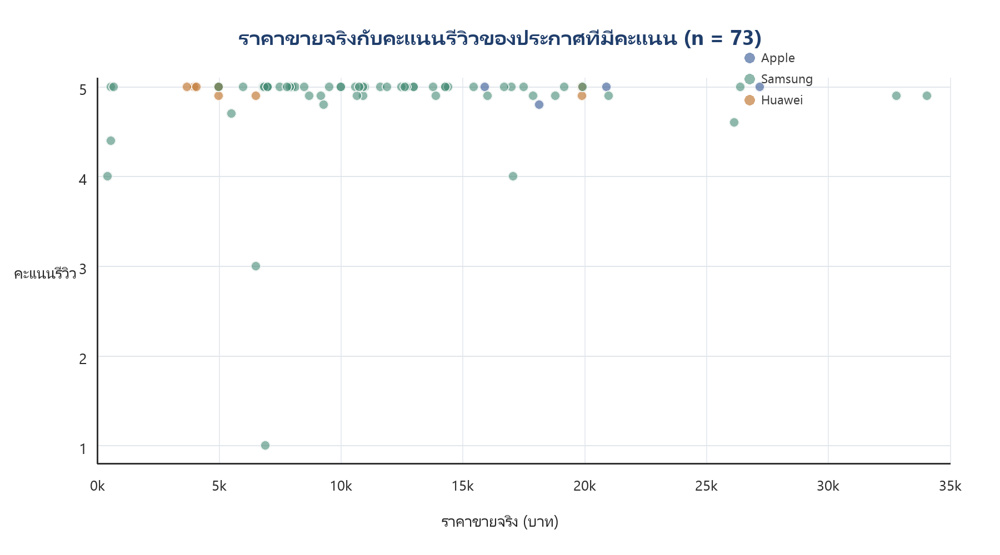 ราคาขายจริงกับคะแนนรีวิวของประกาศที่มีคะแนน (n = 73)
Apple
Samsung
Huawei
5
4
3
2
1
คะแนนรีวิว
0k 5k 10k 15k 20k 25k 30k 35k
ราคาขายจริง (บาท)